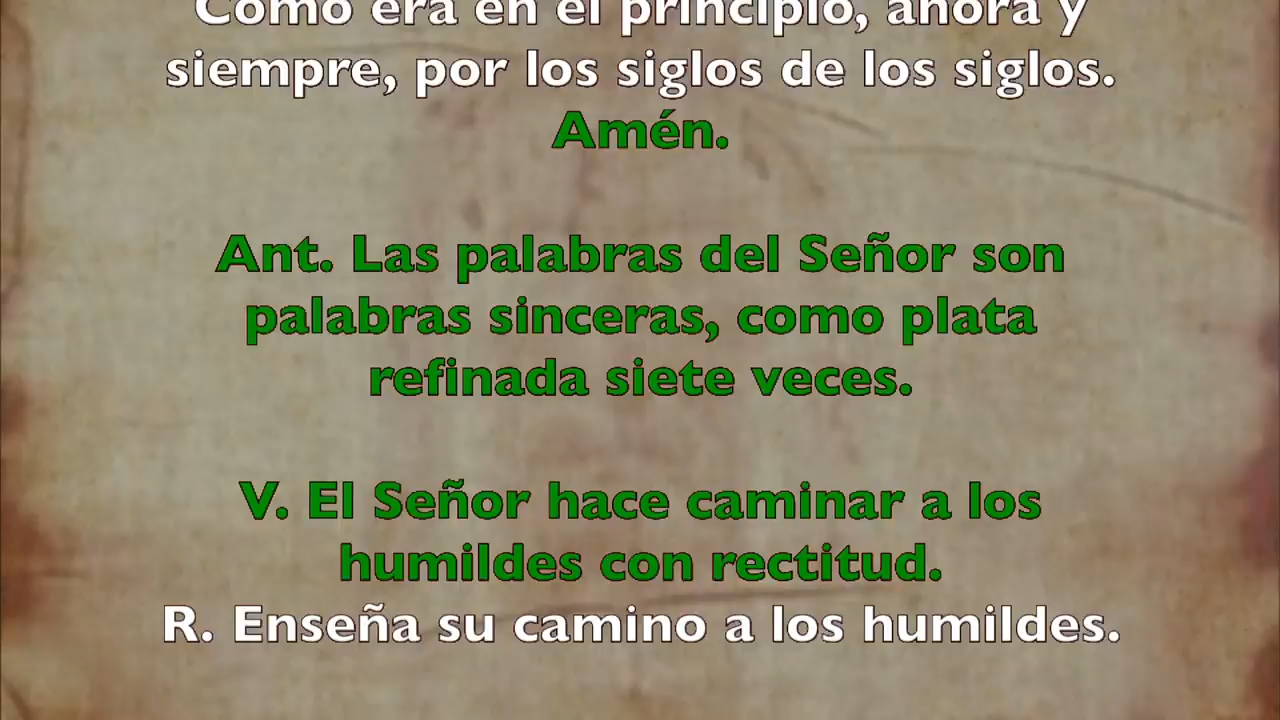 Como era en el principio, ahora y
siempre, por los siglos de los siglos.
Amén.
Ant. Las palabras del Señor son
palabras sinceras, como plata
refinada siete veces.
V. El Señor hace caminar a los
humildes con rectitud.
R. Enseña su camino a los humildes.